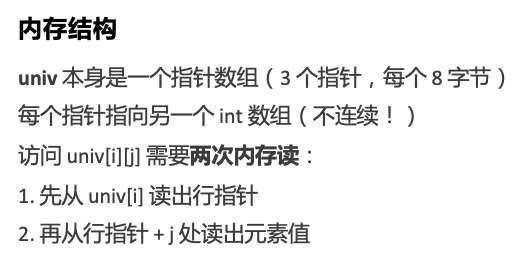 内存结构
univ 本身是一个指针数组（3 个指针，每个 8 字节）
每个指针指向另一个 int 数组（不连续！）
访问 univ[i][j] 需要两次内存读：
1. 先从 univ[i] 读出行指针
2. 再从行指针 + j 处读出元素值